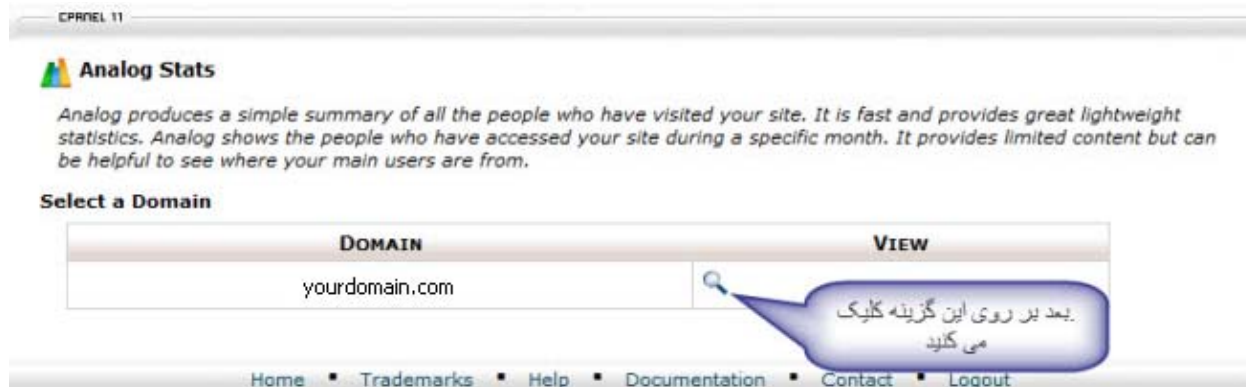 CPANEL 11
Analog Stats
Analog produces a simple summary of all the people who have visited your site. It is fast and provides great lightweight
statistics. Analog shows the people who have accessed your site during a specific month. It provides limited content but can
be helpful to see where your main users are from.
Select a Domain
DOMAIN VIEW
yourdomain.com
بعد بر روی این گزینه کلیک
می کنید
Home ▪ Trademarks ▪ Help ▪ Documentation ▪ Contact ▪ Logout